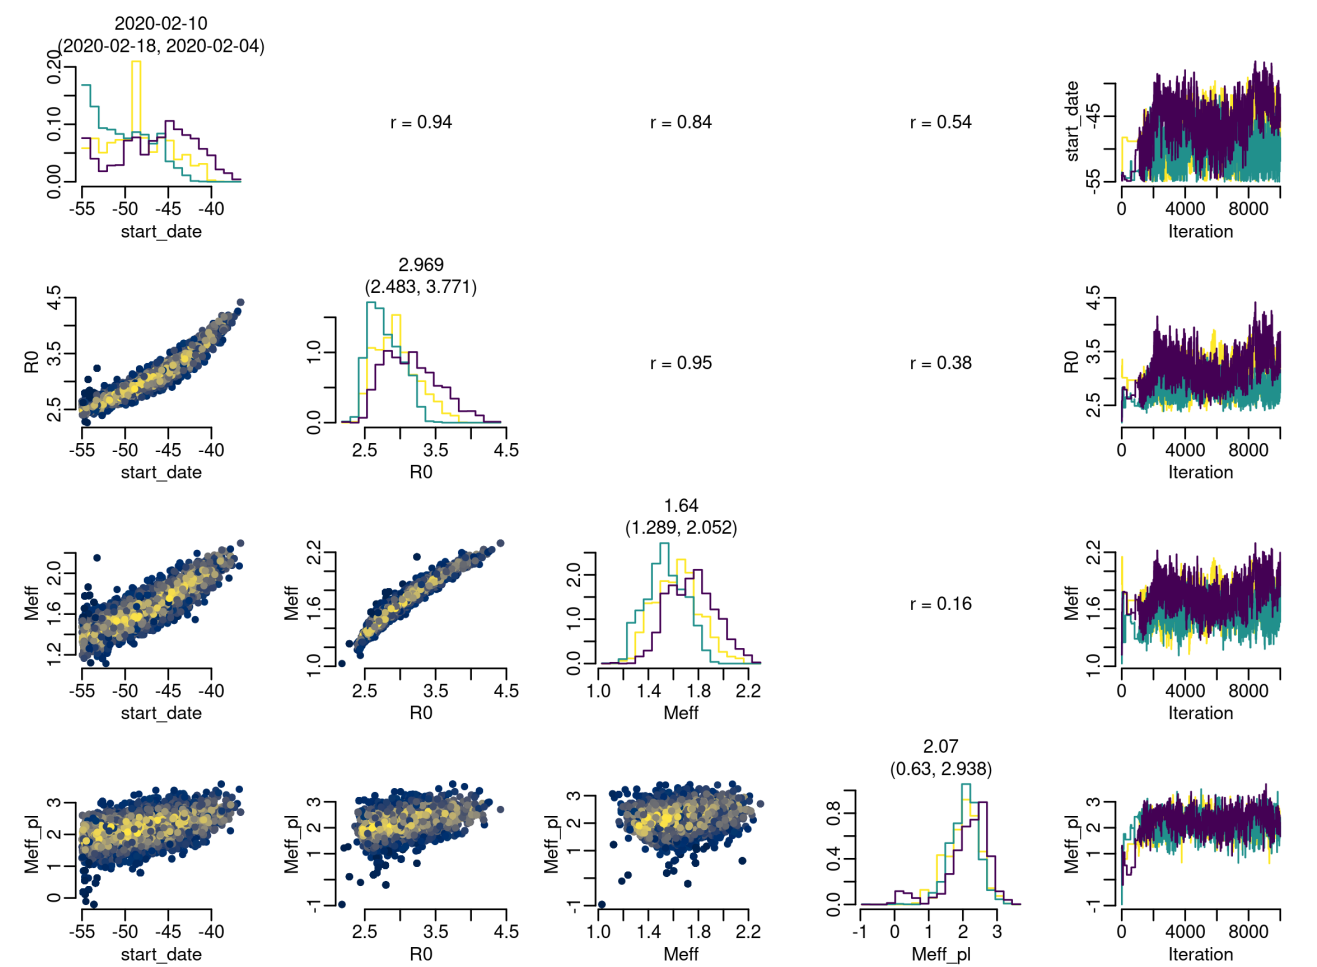 2020-02-10
(2020-02-18, 2020-02-04)
0.00 0.10 0.20
-55 -50 -45 -40
start_date
r = 0.94
r = 0.84
r = 0.54
start_date
-55 -45
0 4000 8000
Iteration
R0
2.5 3.5 4.5
-55 -50 -45 -40
start_date
2.969
(2.483, 3.771)
0.0 1.0
2.5 3.5 4.5
R0
r = 0.95
r = 0.38
R0
2.5 3.5 4.5
0 4000 8000
Iteration
Meff
1.2 1.6 2.0
-55 -50 -45 -40
start_date
Meff
1.0 1.6 2.2
2.5 3.5 4.5
R0
1.64
(1.289, 2.052)
0.0 1.0 2.0
1.0 1.4 1.8 2.2
Meff
r = 0.16
Meff
1.0 1.6 2.2
0 4000 8000
Iteration
Meff_pl
0 1 2 3
-55 -50 -45 -40
start_date
Meff_pl
-1 1 2 3
2.5 3.5 4.5
R0
Meff_pl
-1 1 2 3
1.0 1.4 1.8 2.2
Meff
2.07
(0.63, 2.938)
0.0 0.4 0.8
-1 0 1 2 3
Meff_pl
Meff_pl
-1 1 2 3
0 4000 8000
Iteration